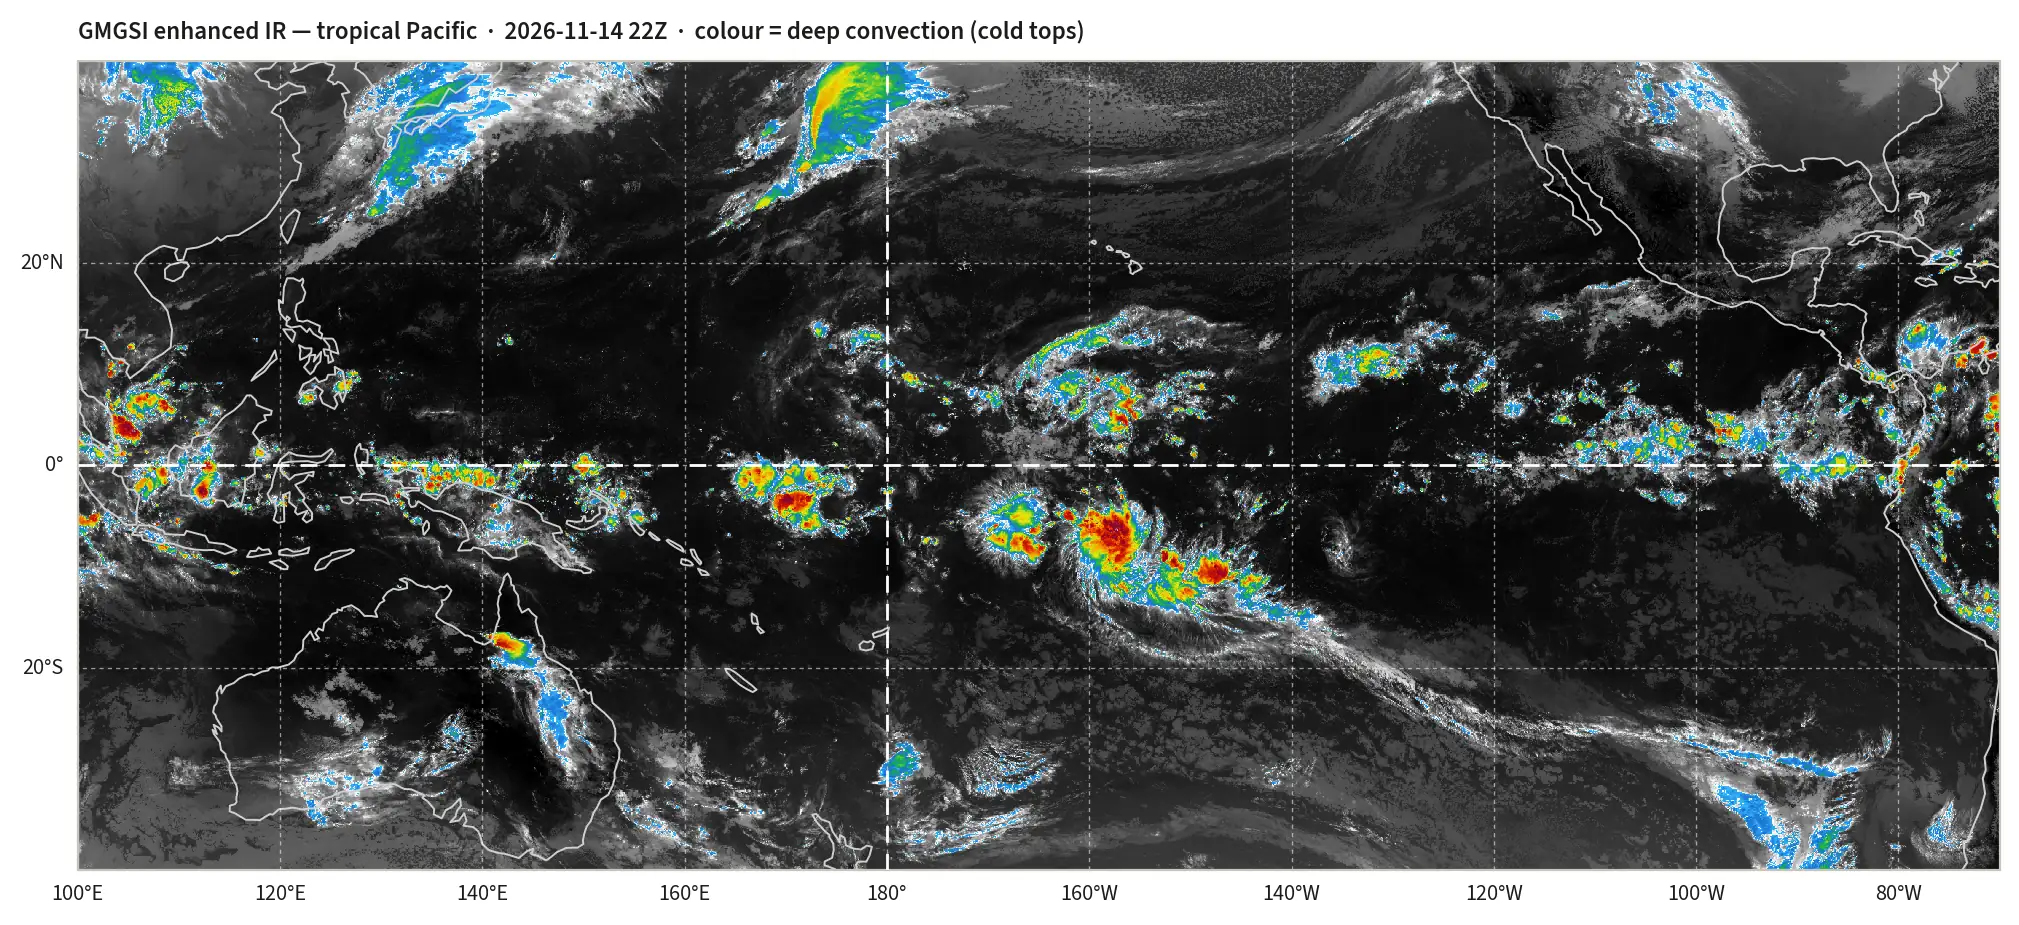 GMGSI enhanced IR — tropical Pacific · 2026-11-14 22Z · colour = deep convection (cold tops)
20°N
0°
20°S
100°E 120°E 140°E 160°E 180° 160°W 140°W 120°W 100°W 80°W